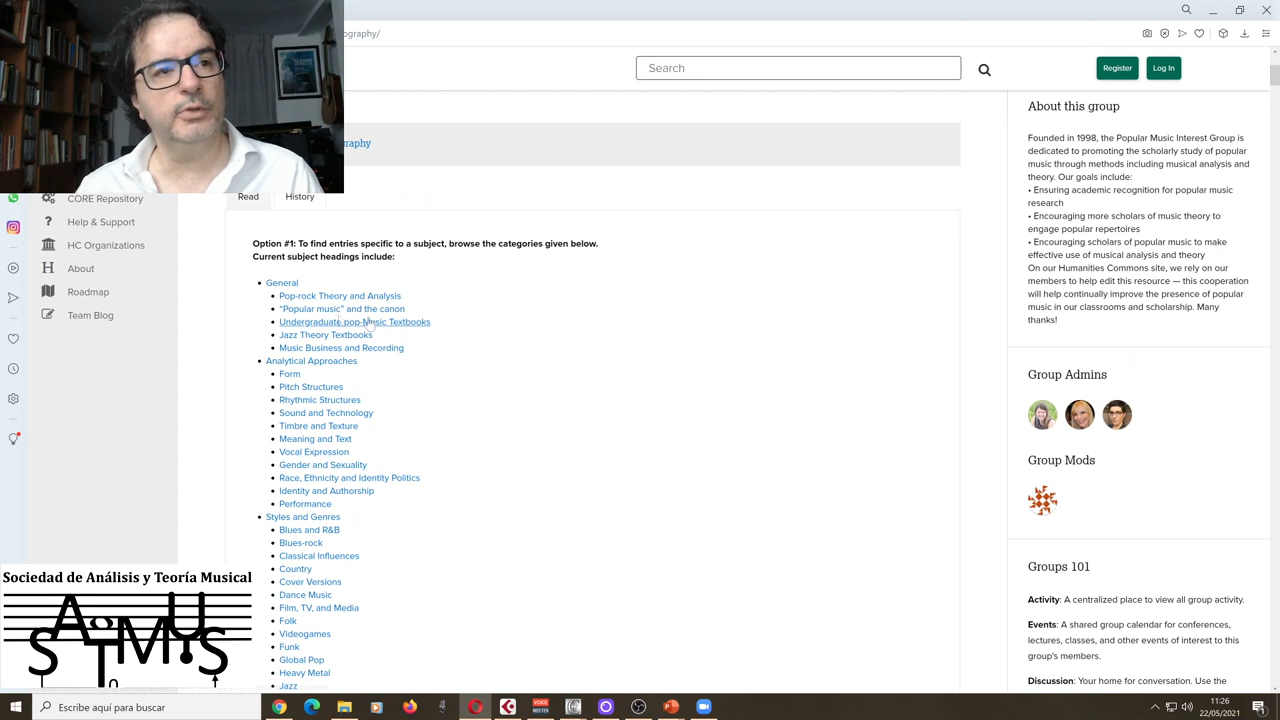 ography/
Search
Register
Log In
graphy
Read
History
CORE Repository
Help & Support
HC Organizations
About
Roadmap
Team Blog
Option #1: To find entries specific to a subject, browse the categories given below.
Current subject headings include:
General
Pop-rock Theory and Analysis
“Popular music” and the canon
Undergraduate pop-Music Textbooks
Jazz Theory Textbooks
Music Business and Recording
Analytical Approaches
Form
Pitch Structures
Rhythmic Structures
Sound and Technology
Timbre and Texture
Meaning and Text
Vocal Expression
Gender and Sexuality
Race, Ethnicity and Identity Politics
Identity and Authorship
Performance
Styles and Genres
Blues and R&B
Blues-rock
Classical Influences
Country
Cover Versions
Dance Music
Film, TV, and Media
Folk
Videogames
Funk
Global Pop
Heavy Metal
Jazz
About this group
Founded in 1998, the Popular Music Interest Group is
dedicated to promoting the scholarly study of popular
music through methods including musical analysis and
theory. Our goals include:
• Ensuring academic recognition for popular music
research
• Encouraging more scholars of music theory to
engage popular repertoires
• Encouraging scholars of popular music to make
effective use of musical analysis and theory
On our Humanities Commons site, we rely on our
members to help edit this resource — this cooperation
will help continually improve the presence of popular
music in our classrooms and scholarship. Many
thanks!
Group Admins
Group Mods
Groups 101
Activity: A centralized place to view all group activity.
Events: A shared group calendar for conferences,
lectures, classes, and other events of interest to this
group's members.
Discussion: Your home for conversation. Use the
Sociedad de Análisis y Teoría Musical
SATMUS
Escribe aquí para buscar
VOICE
MEETER
11:26
22/05/2021